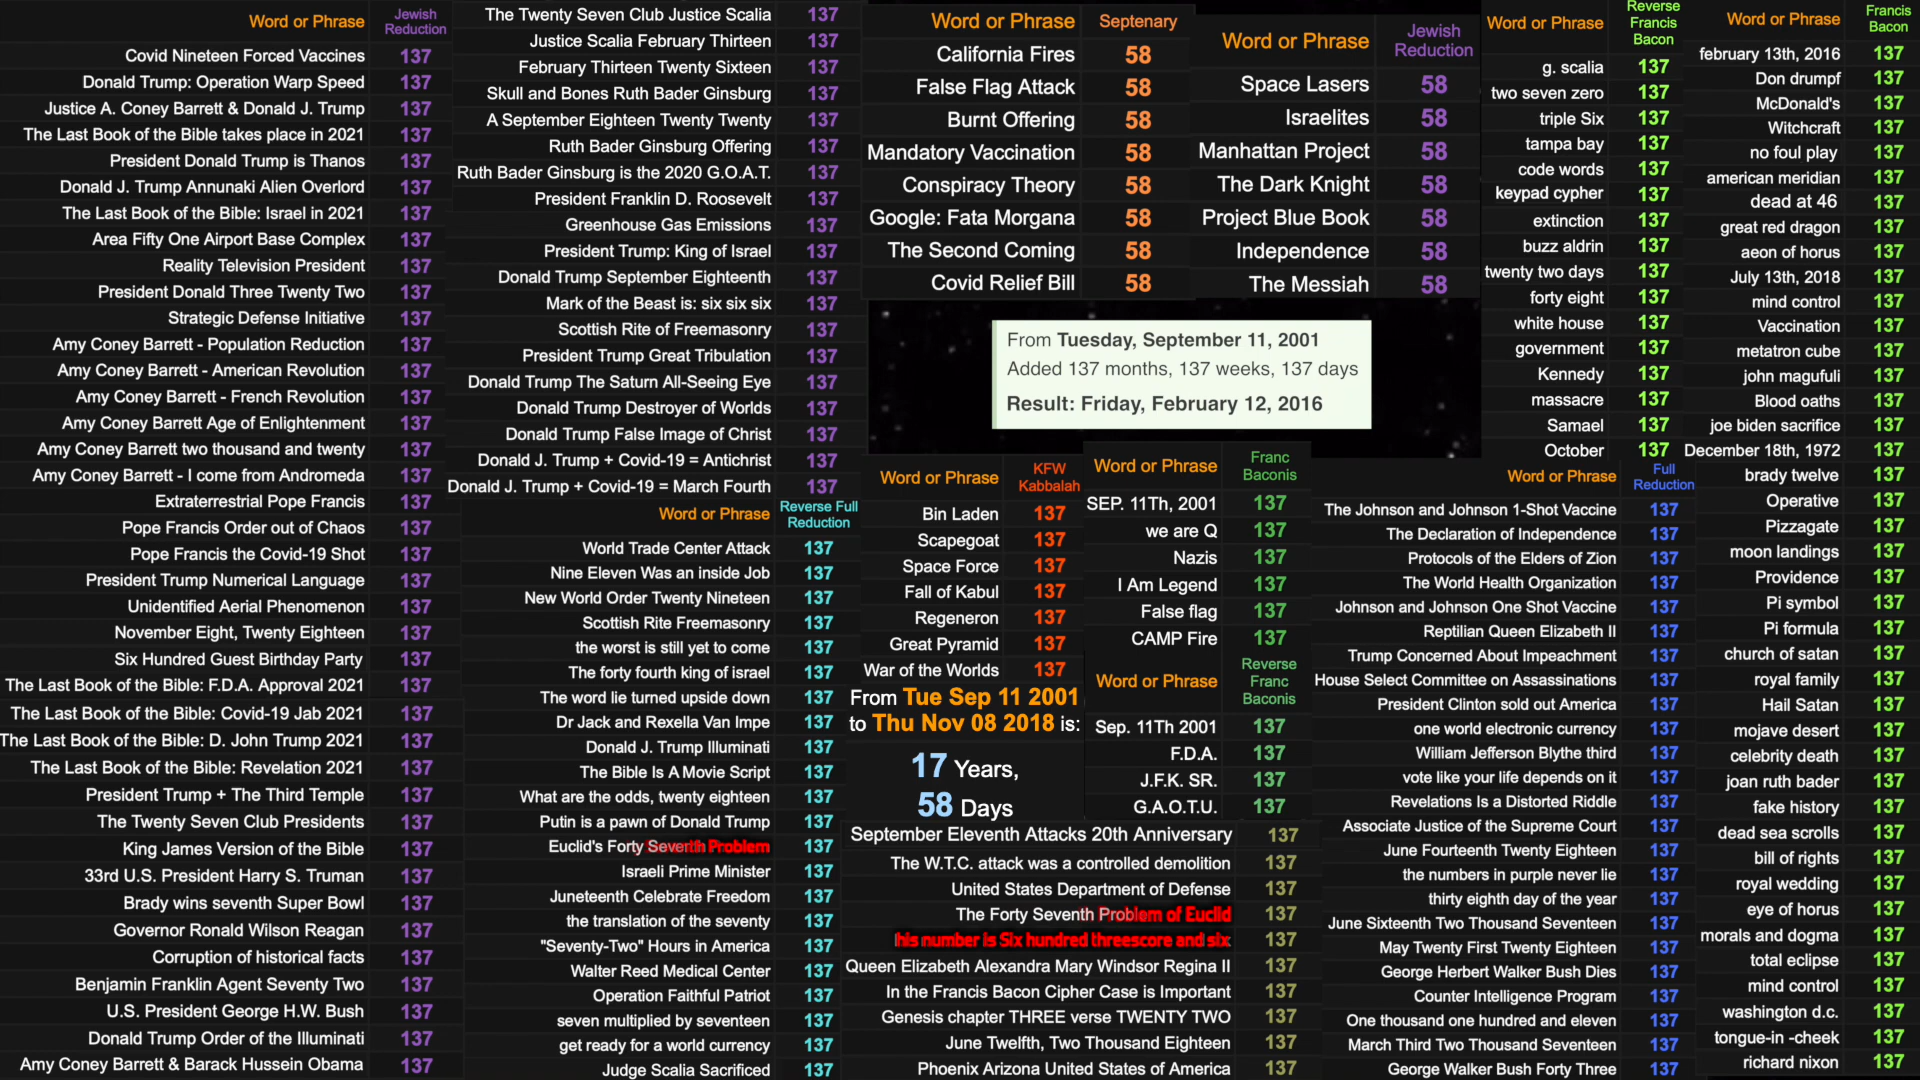 Word or Phrase Jewish Reduction
Covid Nineteen Forced Vaccines 137
Donald Trump: Operation Warp Speed 137
Justice A. Coney Barrett & Donald J. Trump 137
The Last Book of the Bible takes place in 2021 137
President Donald Trump is Thanos 137
Donald J. Trump Annunaki Alien Overlord 137
The Last Book of the Bible: Israel in 2021 137
Area Fifty One Airport Base Complex 137
Reality Television President 137
President Donald Three Twenty Two 137
Strategic Defense Initiative 137
Amy Coney Barrett - Population Reduction 137
Amy Coney Barrett - American Revolution 137
Amy Coney Barrett - French Revolution 137
Amy Coney Barrett Age of Enlightenment 137
Amy Coney Barrett two thousand and twenty 137
Amy Coney Barrett - I come from Andromeda 137
Extraterrestrial Pope Francis 137
Pope Francis Order out of Chaos 137
Pope Francis the Covid-19 Shot 137
President Trump Numerical Language 137
Unidentified Aerial Phenomenon 137
November Eight, Twenty Eighteen 137
Six Hundred Guest Birthday Party 137
The Last Book of the Bible: F.D.A. Approval 2021 137
The Last Book of the Bible: Covid-19 Jab 2021 137
The Last Book of the Bible: D. John Trump 2021 137
The Last Book of the Bible: Revelation 2021 137
President Trump + The Third Temple 137
The Twenty Seven Club Presidents 137
King James Version of the Bible 137
33rd U.S. President Harry S. Truman 137
Brady wins seventh Super Bowl 137
Governor Ronald Wilson Reagan 137
Corruption of historical facts 137
Benjamin Franklin Agent Seventy Two 137
U.S. President George H.W. Bush 137
Donald Trump Order of the Illuminati 137
Amy Coney Barrett & Barack Hussein Obama 137
The Twenty Seven Club Justice Scalia 137
Justice Scalia February Thirteen 137
February Thirteen Twenty Sixteen 137
Skull and Bones Ruth Bader Ginsburg 137
A September Eighteen Twenty Twenty 137
Ruth Bader Ginsburg Offering 137
Ruth Bader Ginsburg is the 2020 G.O.A.T. 137
President Franklin D. Roosevelt 137
Greenhouse Gas Emissions 137
President Trump: King of Israel 137
Donald Trump September Eighteenth 137
Mark of the Beast is: six six six 137
Scottish Rite of Freemasonry 137
President Trump Great Tribulation 137
Donald Trump The Saturn All-Seeing Eye 137
Donald Trump Destroyer of Worlds 137
Donald Trump False Image of Christ 137
Donald J. Trump + Covid-19 = Antichrist 137
Donald J. Trump + Covid-19 = March Fourth 137
Word or Phrase Reverse Full Reduction
World Trade Center Attack 137
Nine Eleven Was an inside Job 137
New World Order Twenty Nineteen 137
Scottish Rite Freemasonry 137
the worst is still yet to come 137
The forty fourth king of israel 137
The word lie turned upside down 137
Dr Jack and Rexella Van Impe 137
Donald J. Trump Illuminati 137
The Bible Is A Movie Script 137
What are the odds, twenty eighteen 137
Putin is a pawn of Donald Trump 137
Euclid's Forty Seventh Problem 137
Israeli Prime Minister 137
Juneteenth Celebrate Freedom 137
the translation of the seventy 137
"Seventy-Two" Hours in America 137
Walter Reed Medical Center 137
Operation Faithful Patriot 137
seven multiplied by seventeen 137
get ready for a world currency 137
Judge Scalia Sacrificed 137
Word or Phrase Septenary
California Fires 58
False Flag Attack 58
Burnt Offering 58
Mandatory Vaccination 58
Conspiracy Theory 58
Google: Fata Morgana 58
The Second Coming 58
Covid Relief Bill 58
Word or Phrase Jewish Reduction
Space Lasers 58
Israelites 58
Manhattan Project 58
The Dark Knight 58
Project Blue Book 58
Independence 58
The Messiah 58
From Tuesday, September 11, 2001
Added 137 months, 137 weeks, 137 days
Result: Friday, February 12, 2016
Word or Phrase KFW Kabbalah
Bin Laden 137
Scapegoat 137
Space Force 137
Fall of Kabul 137
Regeneron 137
Great Pyramid 137
War of the Worlds 137
From Tue Sep 11 2001
to Thu Nov 08 2018 is:
17 Years,
58 Days
Word or Phrase Franc Baconis
SEP. 11Th, 2001 137
we are Q 137
Nazis 137
I Am Legend 137
False flag 137
CAMP Fire 137
Word or Phrase Reverse Franc Baconis
Sep. 11Th 2001 137
F.D.A. 137
J.F.K. SR. 137
G.A.O.T.U. 137
September Eleventh Attacks 20th Anniversary 137
The W.T.C. attack was a controlled demolition 137
United States Department of Defense 137
The Forty Seventh Problem of Euclid 137
his number is Six hundred threescore and six 137
Queen Elizabeth Alexandra Mary Windsor Regina II 137
In the Francis Bacon Cipher Case is Important 137
Genesis chapter THREE verse TWENTY TWO 137
June Twelfth, Two Thousand Eighteen 137
Phoenix Arizona United States of America 137
Word or Phrase Reverse Francis Bacon
g. scalia 137
two seven zero 137
triple Six 137
tampa bay 137
code words 137
keypad cypher 137
extinction 137
buzz aldrin 137
twenty two days 137
forty eight 137
white house 137
government 137
Kennedy 137
massacre 137
Samael 137
October 137
Word or Phrase Full Reduction
The Johnson and Johnson 1-Shot Vaccine 137
The Declaration of Independence 137
Protocols of the Elders of Zion 137
The World Health Organization 137
Johnson and Johnson One Shot Vaccine 137
Reptilian Queen Elizabeth II 137
Trump Concerned About Impeachment 137
House Select Committee on Assassinations 137
President Clinton sold out America 137
one world electronic currency 137
William Jefferson Blythe third 137
vote like your life depends on it 137
Revelations Is a Distorted Riddle 137
Associate Justice of the Supreme Court 137
June Fourteenth Twenty Eighteen 137
the numbers in purple never lie 137
thirty eighth day of the year 137
June Sixteenth Two Thousand Seventeen 137
May Twenty First Twenty Eighteen 137
George Herbert Walker Bush Dies 137
Counter Intelligence Program 137
One thousand one hundred and eleven 137
March Third Two Thousand Seventeen 137
George Walker Bush Forty Three 137
Word or Phrase Francis Bacon
february 13th, 2016 137
Don drumpf 137
McDonald's 137
Witchcraft 137
no foul play 137
american meridian 137
dead at 46 137
great red dragon 137
aeon of horus 137
July 13th, 2018 137
mind control 137
Vaccination 137
metatron cube 137
john magufuli 137
Blood oaths 137
joe biden sacrifice 137
December 18th, 1972 137
brady twelve 137
Operative 137
Pizzagate 137
moon landings 137
Providence 137
Pi symbol 137
Pi formula 137
church of satan 137
royal family 137
Hail Satan 137
mojave desert 137
celebrity death 137
joan ruth bader 137
fake history 137
dead sea scrolls 137
bill of rights 137
royal wedding 137
eye of horus 137
morals and dogma 137
total eclipse 137
mind control 137
washington d.c. 137
tongue-in -cheek 137
richard nixon 137